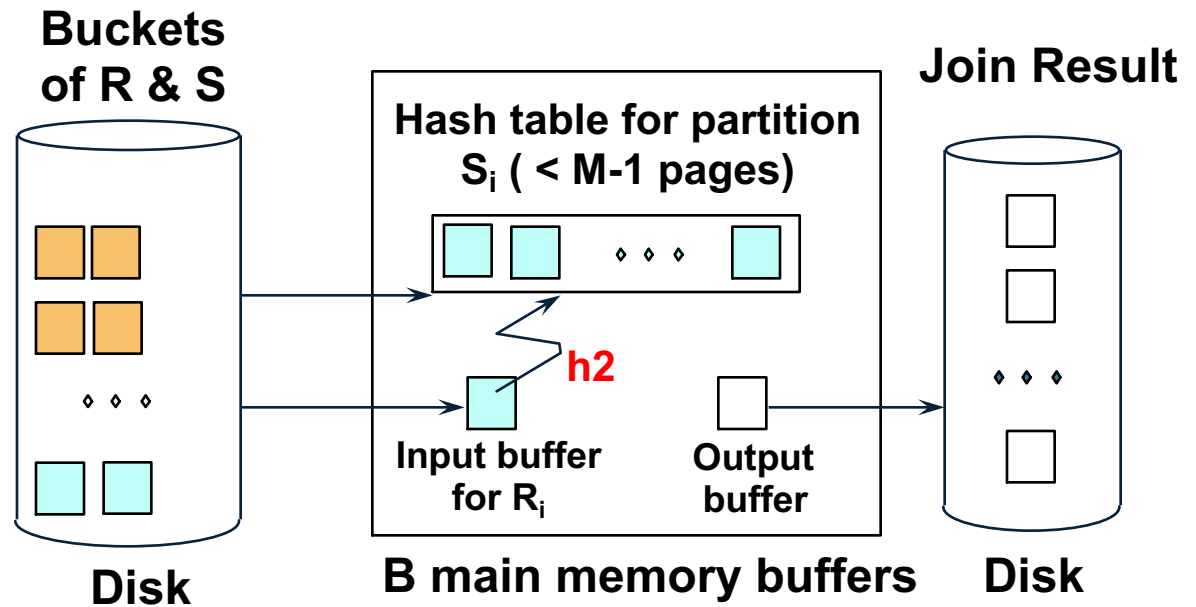 Buckets
of R & S
Join Result
Hash table for partition
Sᵢ ( < M-1 pages)
h2
Input buffer
for Rᵢ
Output
buffer
Disk
B main memory buffers
Disk